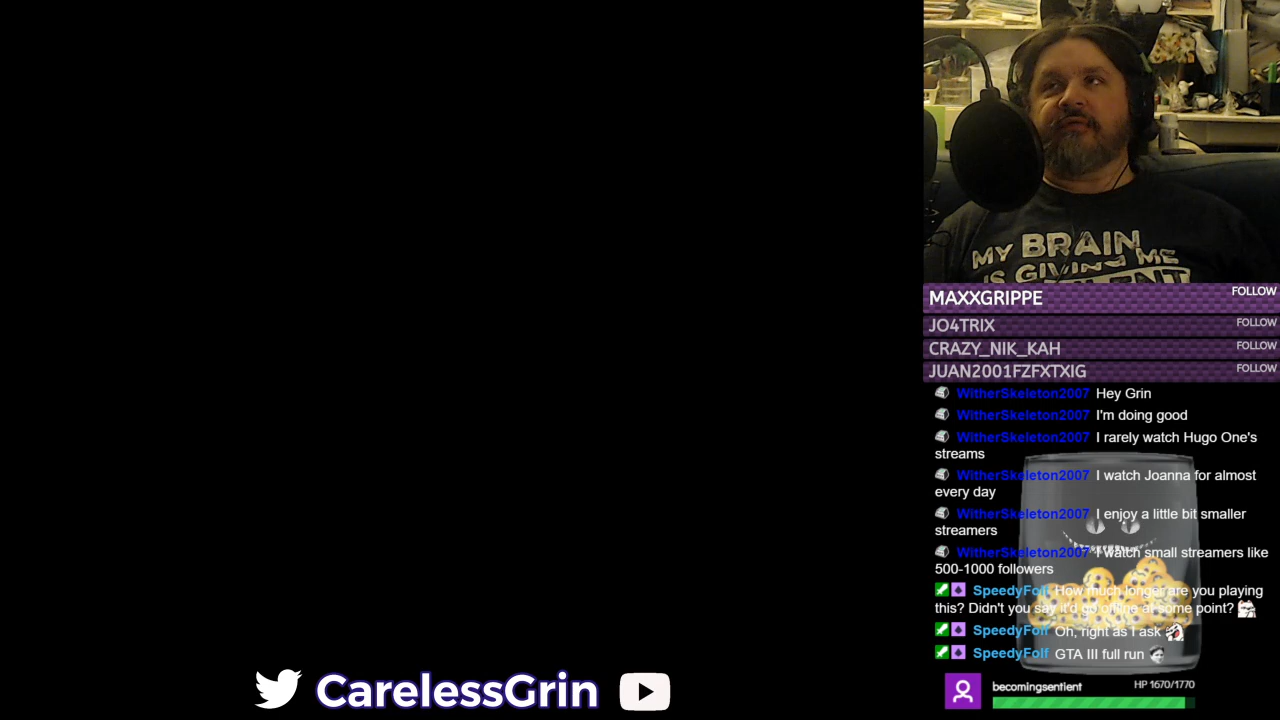 MY BRAIN
IS GIVING ME
MAXXGRIPPE FOLLOW
JO4TRIX FOLLOW
CRAZY_NIK_KAH FOLLOW
JUAN2001FZFXTXIG FOLLOW
WitherSkeleton2007 Hey Grin
WitherSkeleton2007 I'm doing good
WitherSkeleton2007 I rarely watch Hugo One's
streams
WitherSkeleton2007 I watch Joanna for almost
every day
WitherSkeleton2007 I enjoy a little bit smaller
streamers
WitherSkeleton2007 I watch small streamers like
500-1000 followers
SpeedyFolf How much longer are you playing
this? Didn't you say it'd go offline at some point?
SpeedyFolf Oh, right as I ask
SpeedyFolf GTA III full run
becomingsentient HP 1670/1770
CarelessGrin